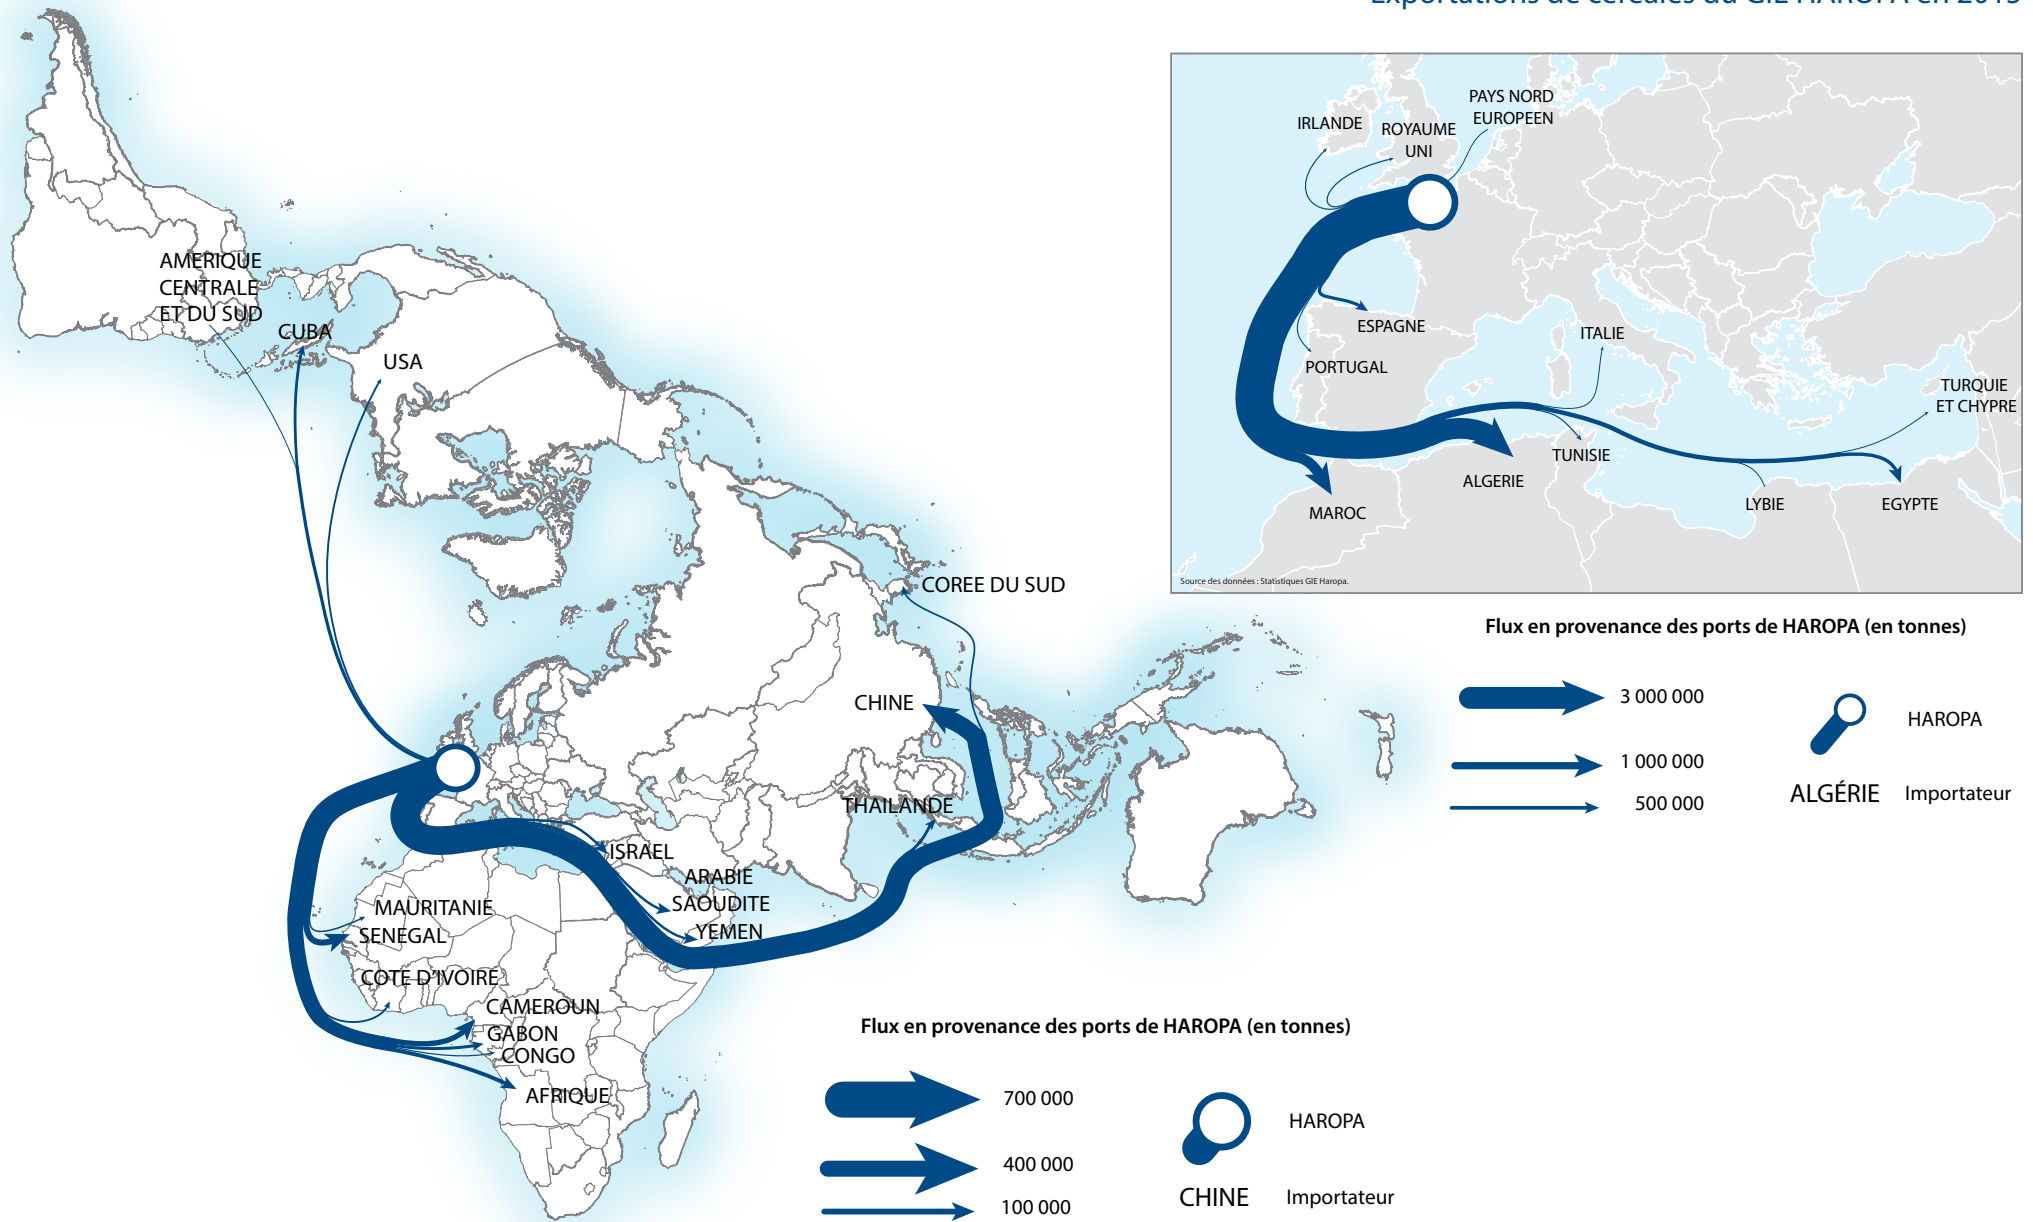 Exportations de céréales du GIE HAROPA en 2015
PAYS NORD
EUROPEEN
IRLANDE
ROYAUME
UNI
ESPAGNE
PORTUGAL
ITALIE
TURQUIE
ET CHYPRE
TUNISIE
ALGERIE
MAROC
LYBIE
EGYPTE
Source des données : Statistiques GIE Haropa.
Flux en provenance des ports de HAROPA (en tonnes)
3 000 000
1 000 000
500 000
HAROPA
ALGÉRIE
Importateur
AMERIQUE
CENTRALE
ET DU SUD
CUBA
USA
COREE DU SUD
CHINE
THAILANDE
ISRAEL
ARABIE
SAOUDITE
YEMEN
MAURITANIE
SENEGAL
COTE D'IVOIRE
CAMEROUN
GABON
CONGO
AFRIQUE
Flux en provenance des ports de HAROPA (en tonnes)
700 000
400 000
100 000
HAROPA
CHINE
Importateur